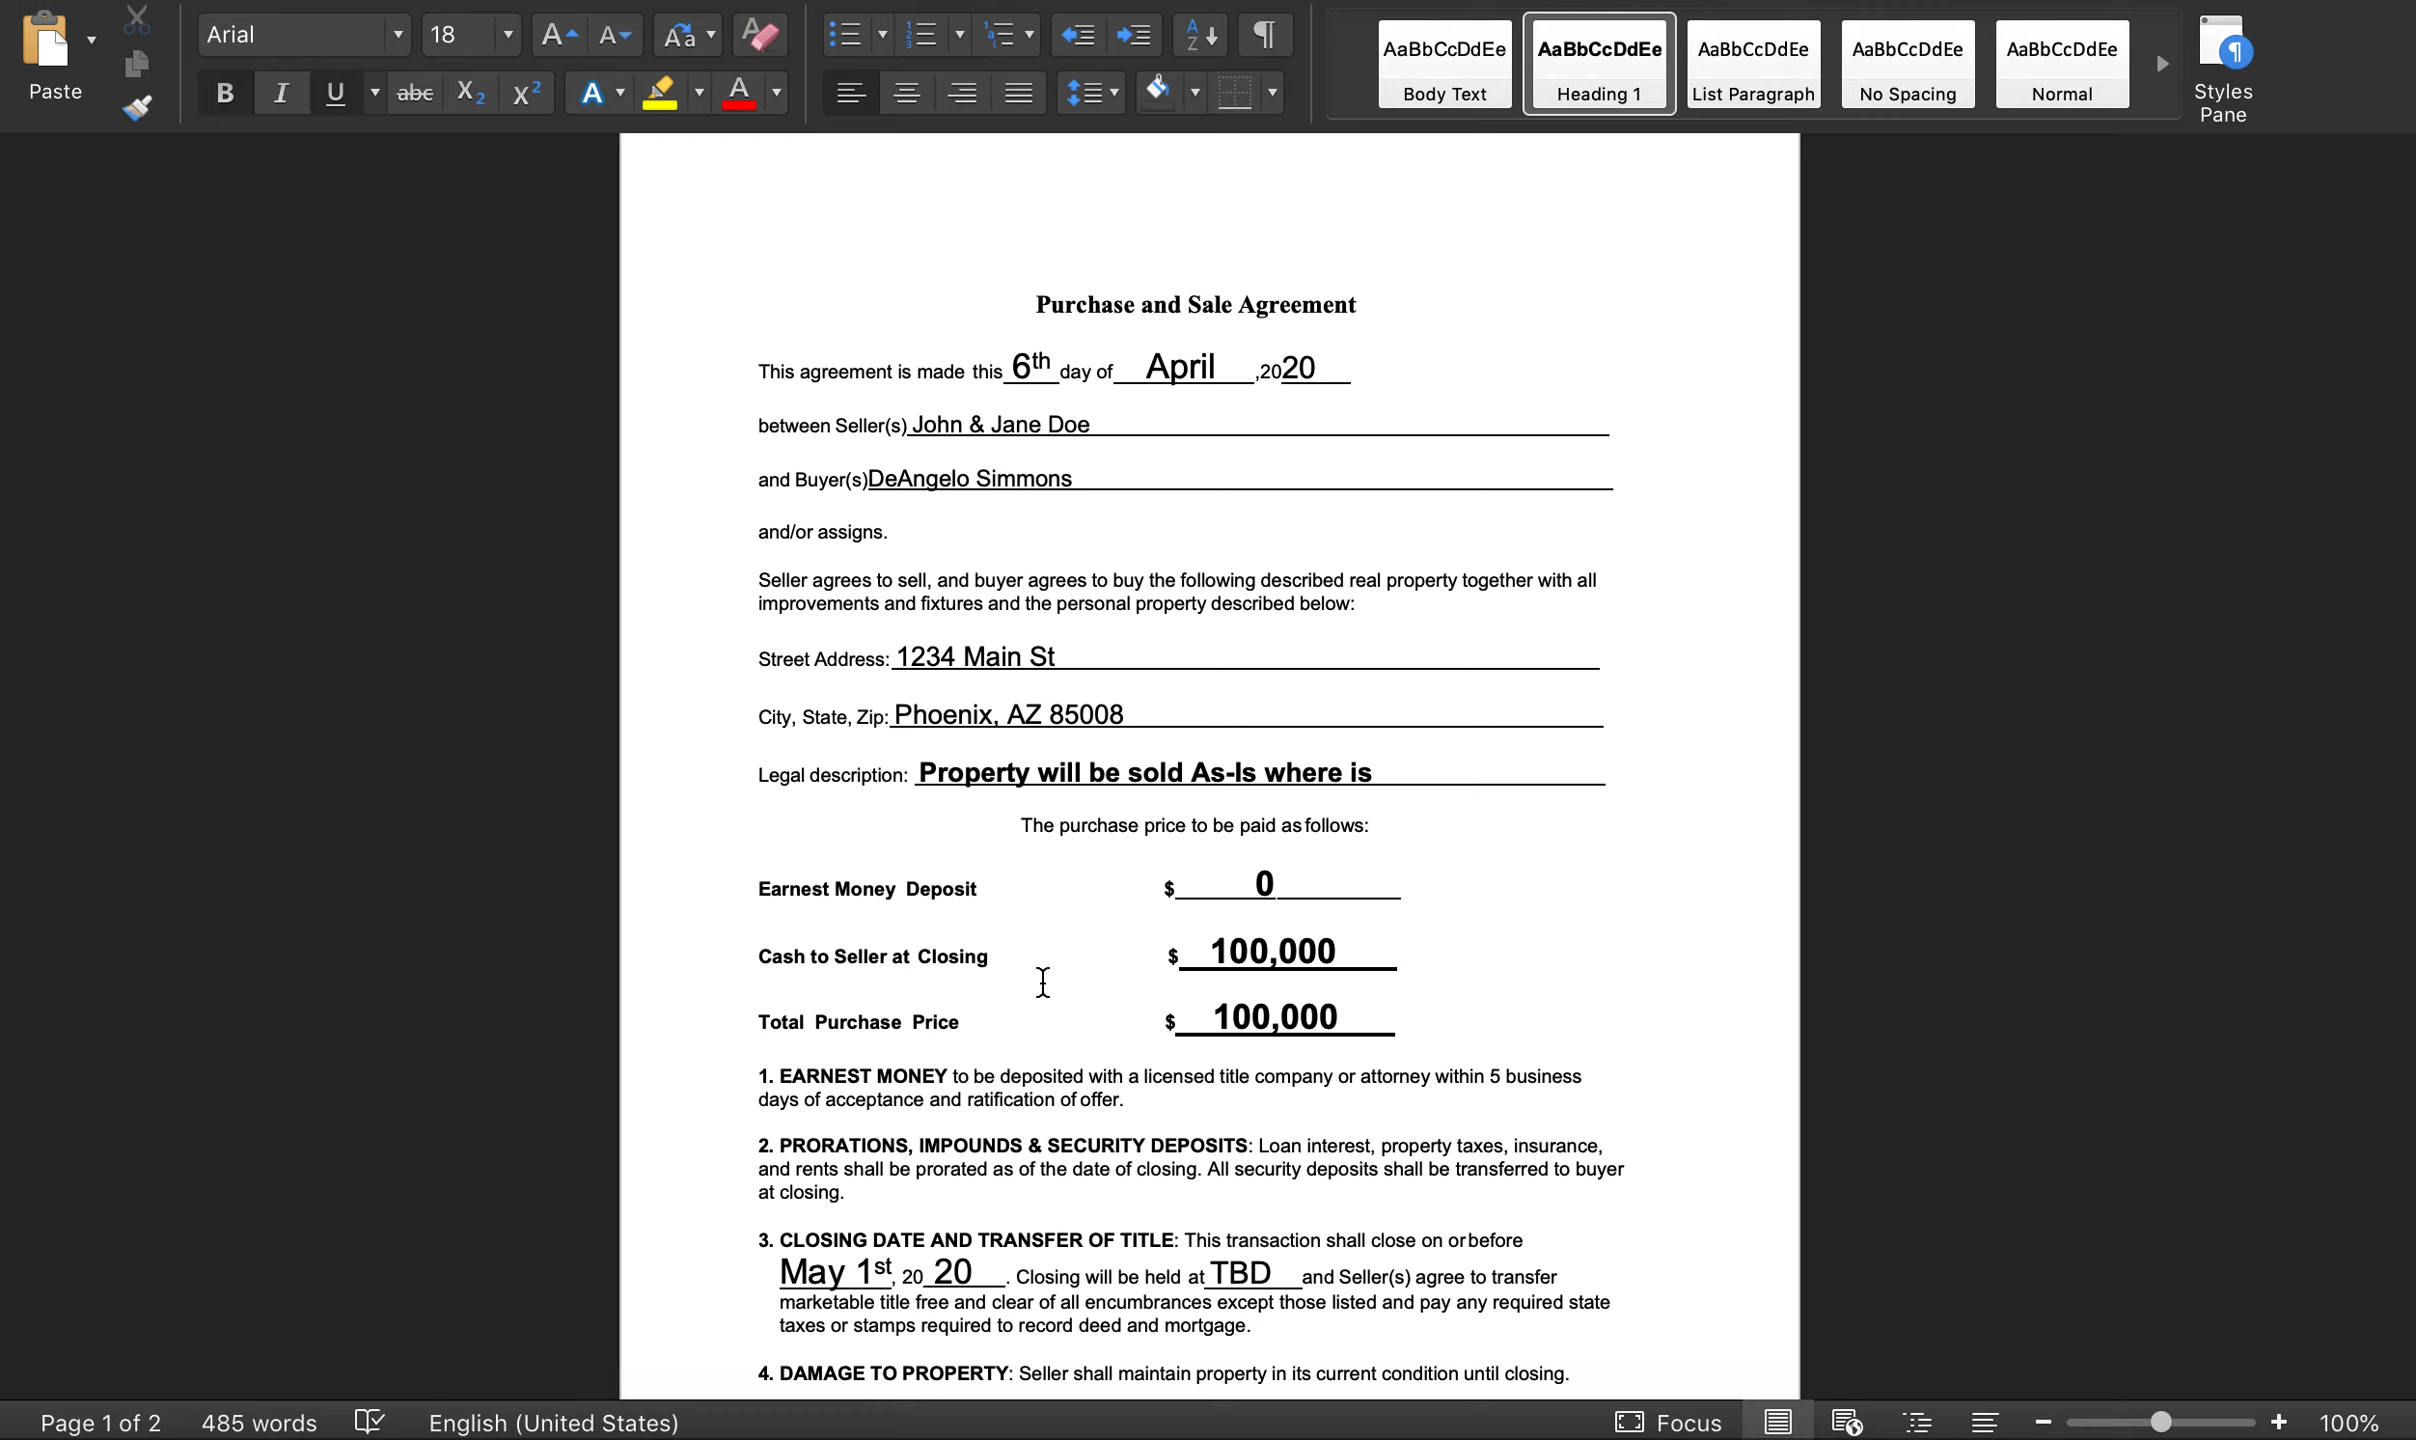 Arial 18
Paste
B I U abc X2 X2 A A
AaBbCcDdEe AaBbCcDdEe AaBbCcDdEe AaBbCcDdEe AaBbCcDdEe
Body Text Heading 1 List Paragraph No Spacing Normal
Styles
Pane
Purchase and Sale Agreement
This agreement is made this 6th day of April ,2020
between Seller(s) John & Jane Doe
and Buyer(s)DeAngelo Simmons
and/or assigns.
Seller agrees to sell, and buyer agrees to buy the following described real property together with all
improvements and fixtures and the personal property described below:
Street Address: 1234 Main St
City, State, Zip: Phoenix, AZ 85008
Legal description: Property will be sold As-Is where is
The purchase price to be paid as follows:
Earnest Money Deposit $ 0
Cash to Seller at Closing $ 100,000
Total Purchase Price $ 100,000
1. EARNEST MONEY to be deposited with a licensed title company or attorney within 5 business
days of acceptance and ratification of offer.
2. PRORATIONS, IMPOUNDS & SECURITY DEPOSITS: Loan interest, property taxes, insurance,
and rents shall be prorated as of the date of closing. All security deposits shall be transferred to buyer
at closing.
3. CLOSING DATE AND TRANSFER OF TITLE: This transaction shall close on or before
May 1st, 20 20 . Closing will be held at TBD and Seller(s) agree to transfer
marketable title free and clear of all encumbrances except those listed and pay any required state
taxes or stamps required to record deed and mortgage.
4. DAMAGE TO PROPERTY: Seller shall maintain property in its current condition until closing.
Page 1 of 2 485 words English (United States) Focus 100%